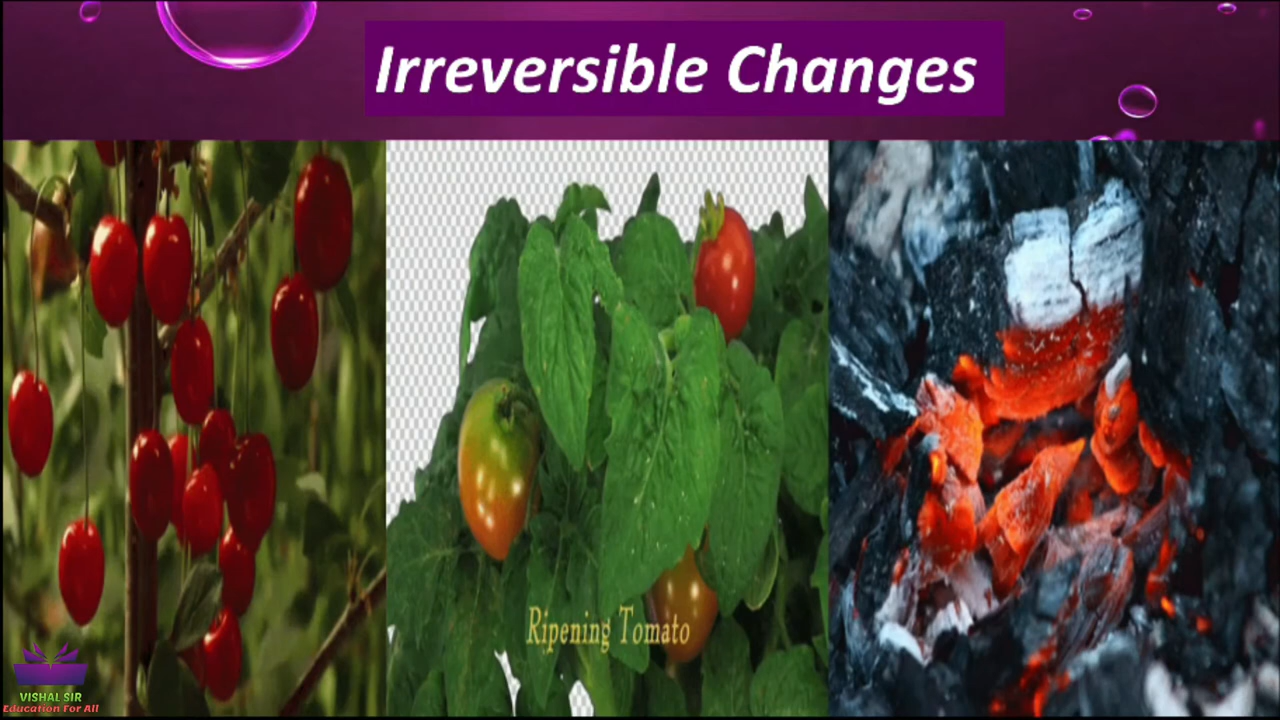 Irreversible Changes
Ripening Tomato
VISHAL SIR
Education For All